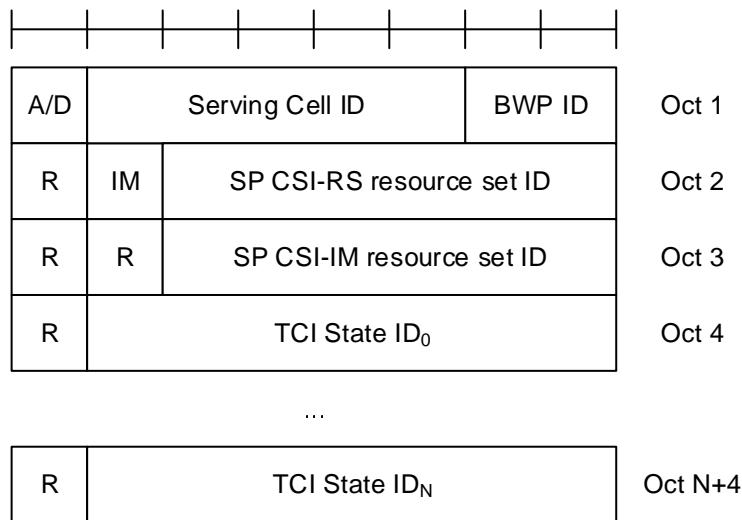 A/D Serving Cell ID BWP ID Oct 1
R IM SP CSI-RS resource set ID Oct 2
R R SP CSI-IM resource set ID Oct 3
R TCI State ID0 Oct 4
...
R TCI State IDN Oct N+4